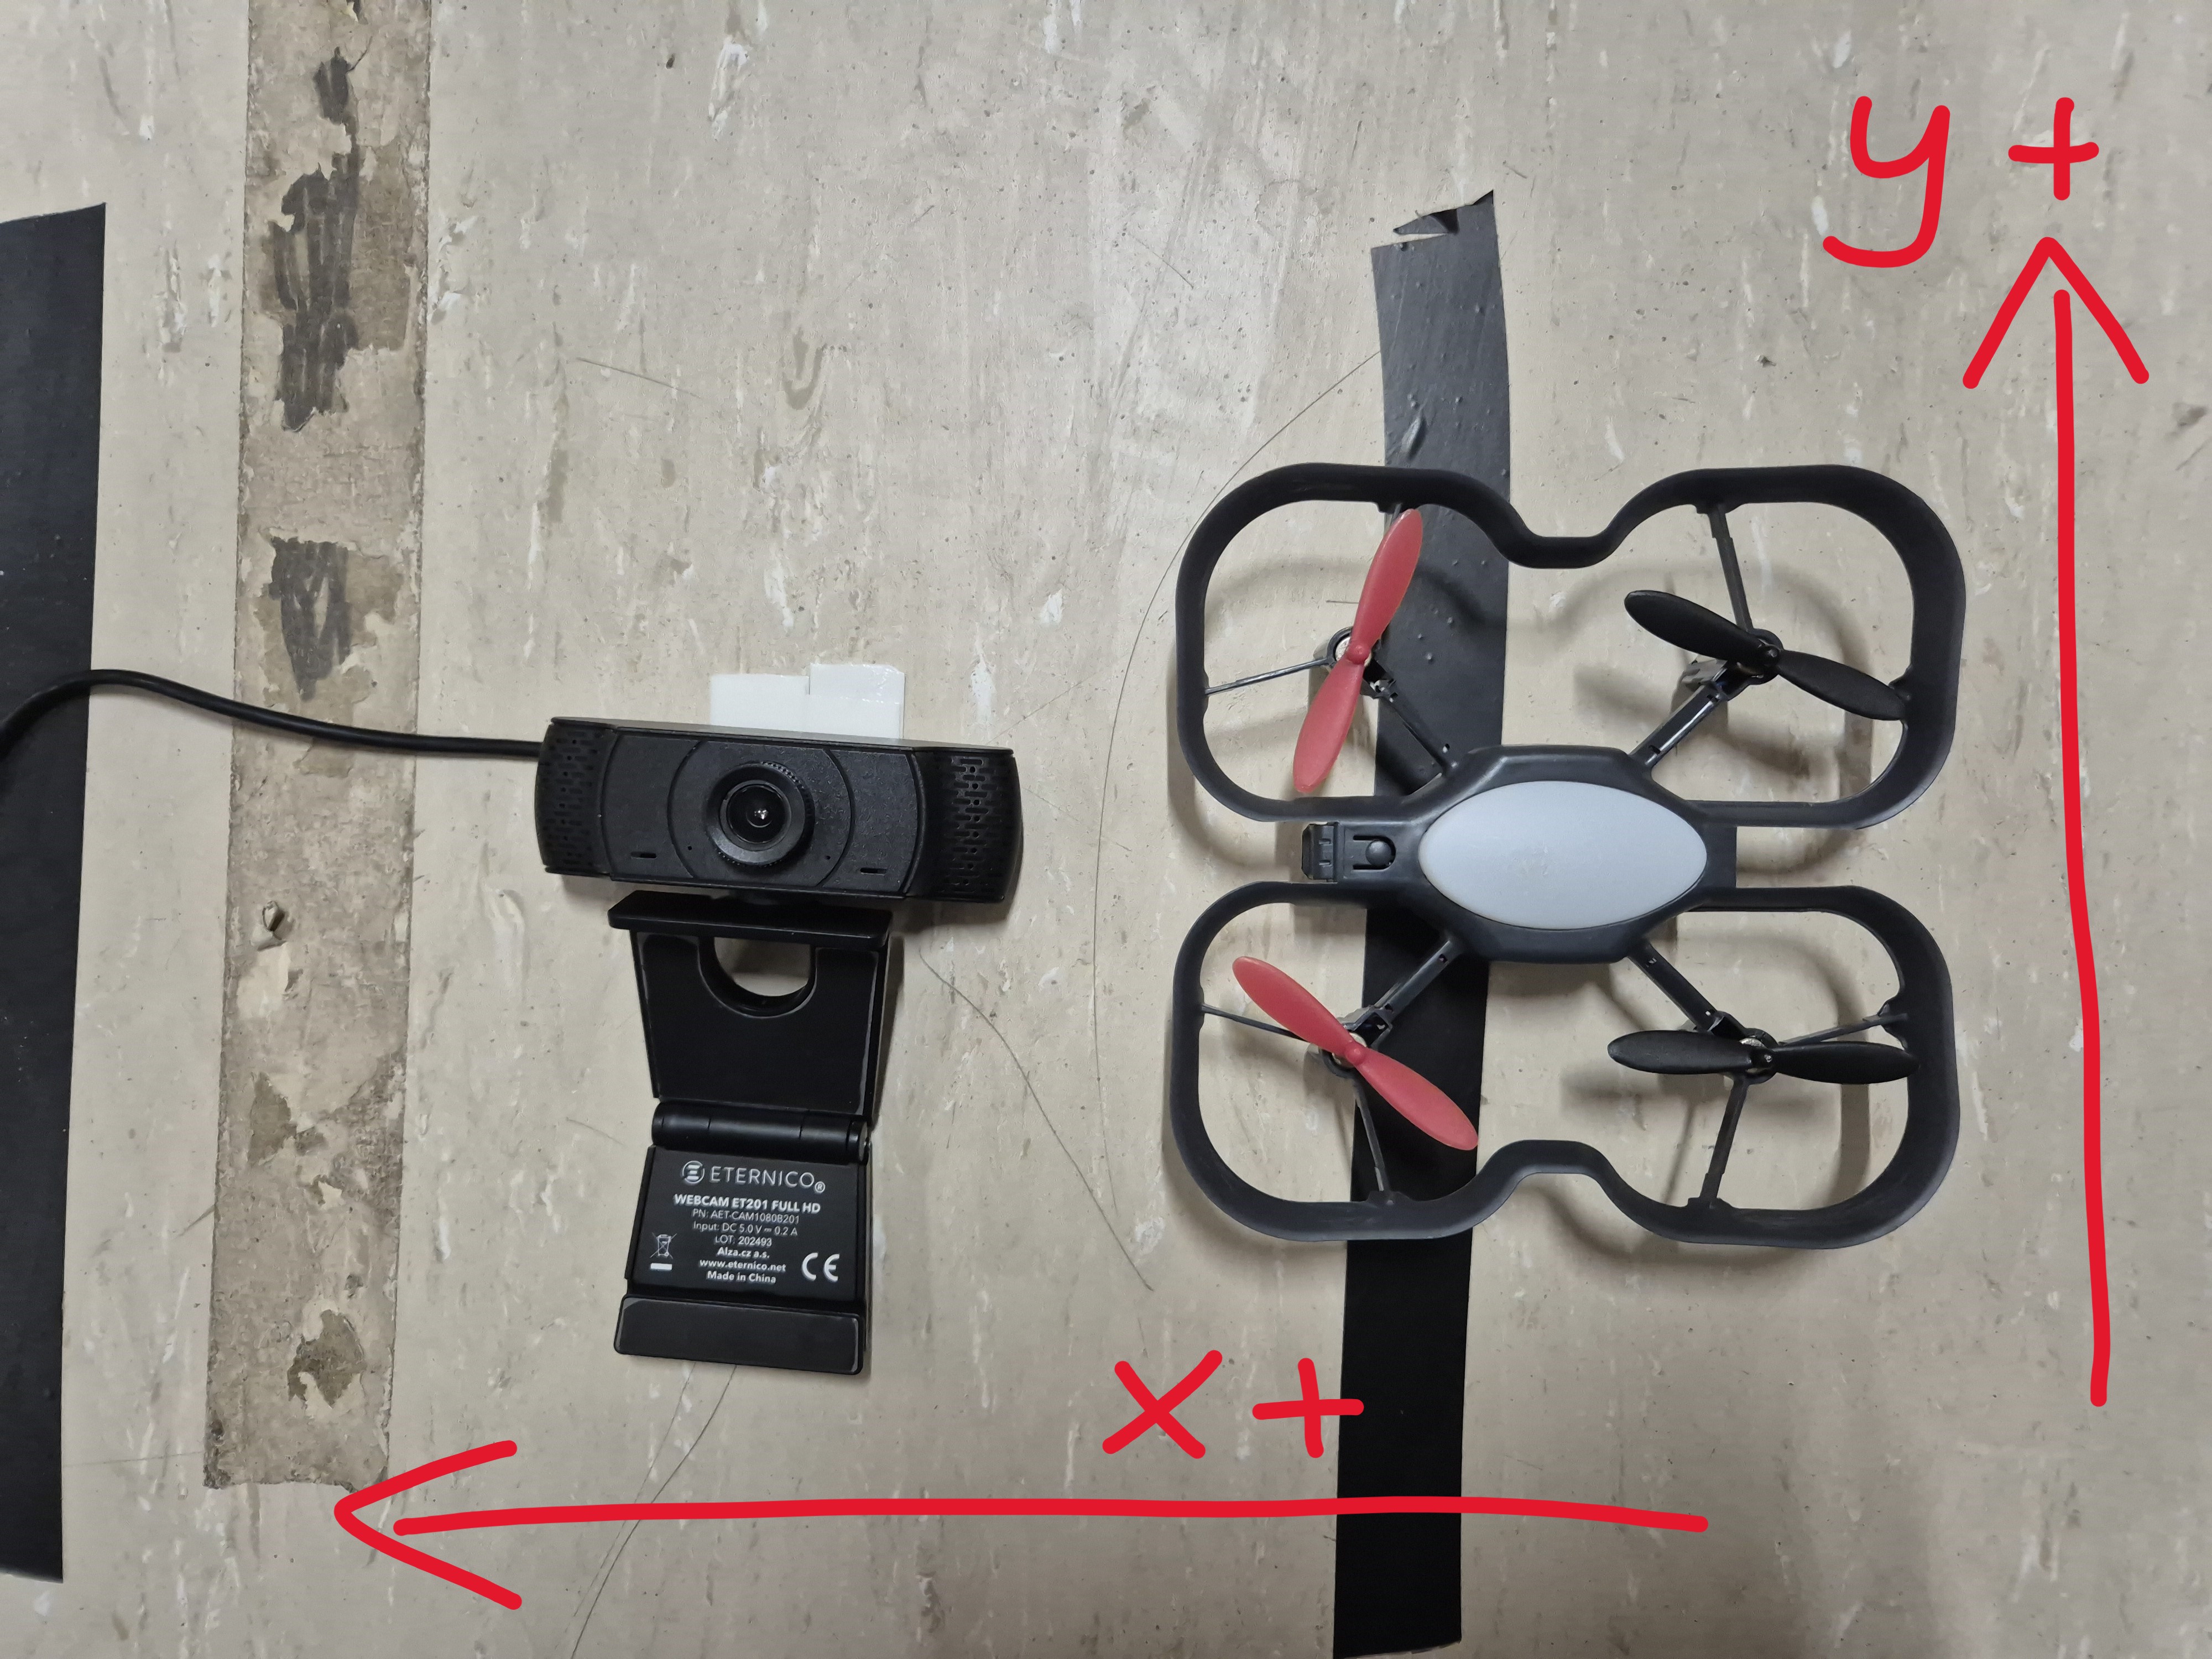 y +
ETERNICO®
WEBCAM ET201 FULL HD
PN: AET-CAM1080B201
Input: DC 5.0 V ⎓ 0,2 A
LOT: 202493
Alza.cz a.s.
www.eternico.net
Made in China
CE
x +